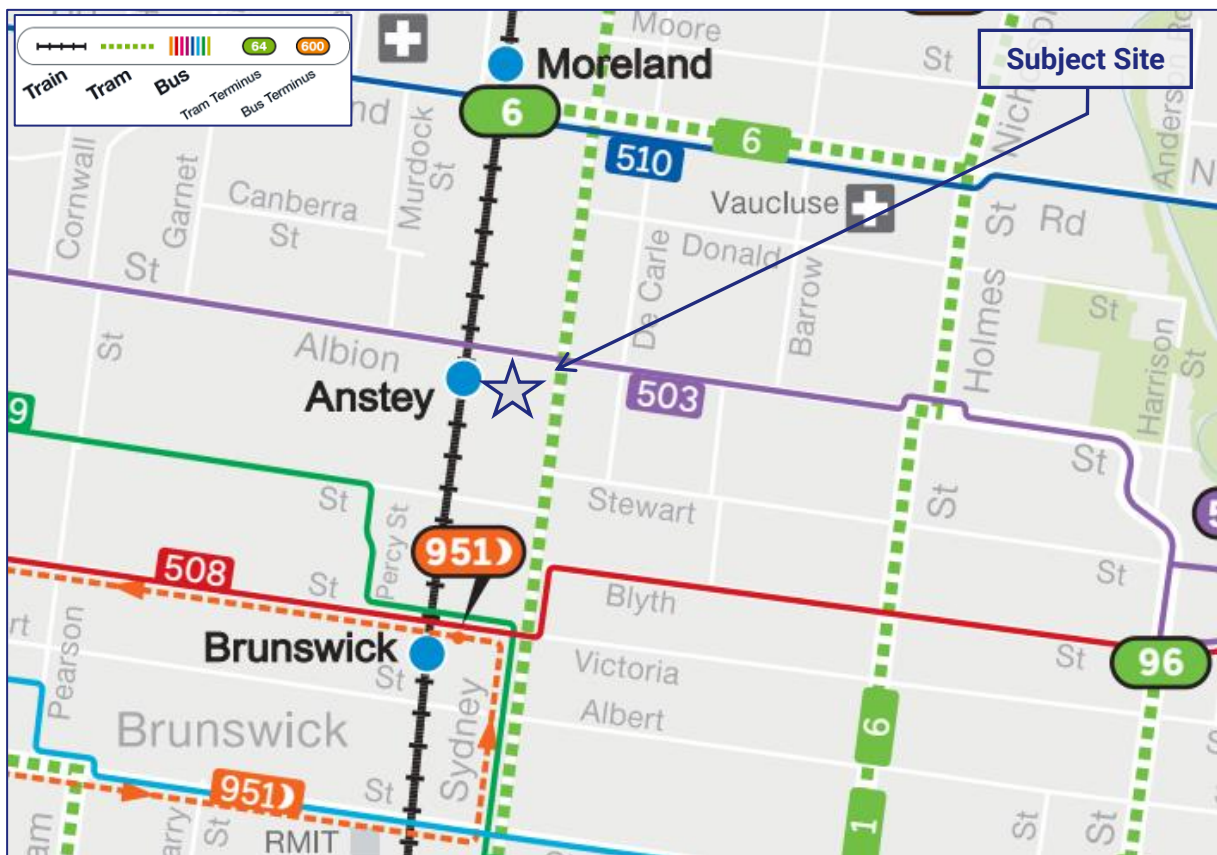 Train
Tram
Bus
64
Tram Terminus
600
Bus Terminus
Moore
St
Subject Site
Moreland
6
6
510
Nicholson
Anderson Rd
Murdock
St
Cornwall
Garnet
Canberra
St
Vaucluse
St
Rd
De Carle
Donald
Barrow
Holmes
St
Harrison
St
St
St
Albion
Anstey
503
9
St
Percy St
Stewart
St
St
951
508
St
Blyth
St
Brunswick
St
Victoria
St
96
Pearson
Albert
Sydney
Brunswick
6
951
St
St
1
RMIT
St
St